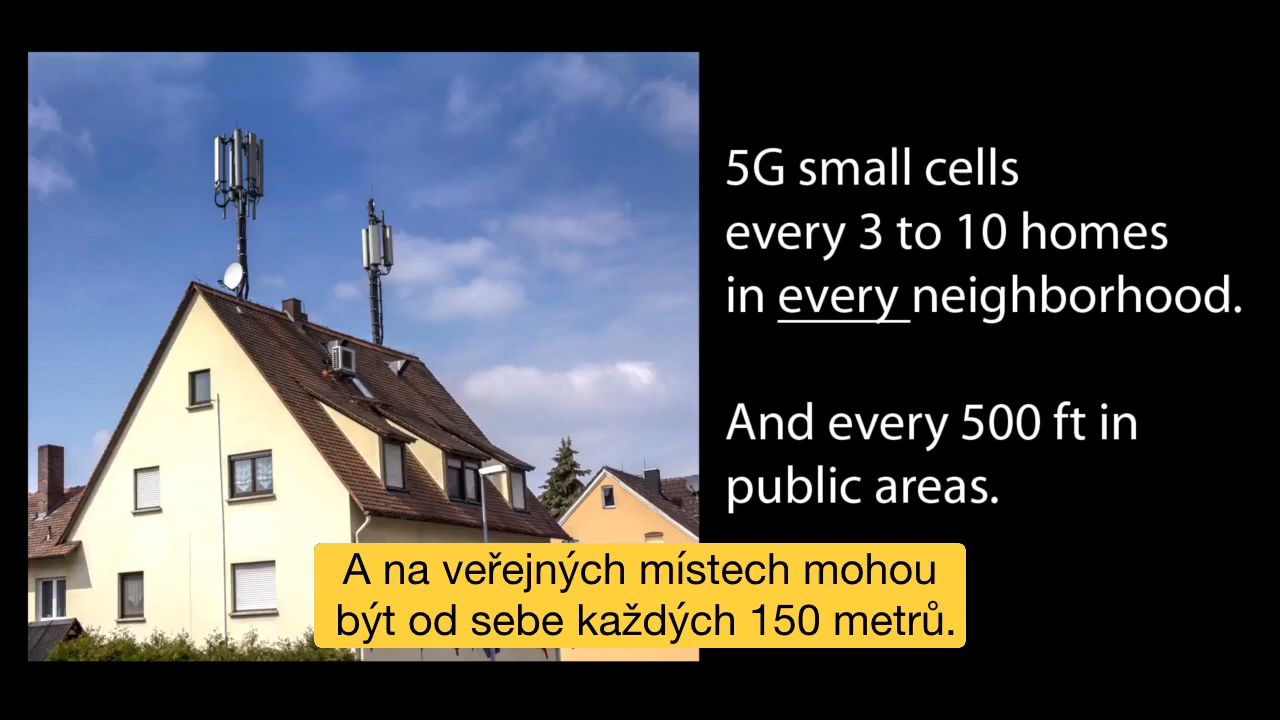 5G small cells
every 3 to 10 homes
in every neighborhood.
And every 500 ft in
public areas.
A na veřejných místech mohou
být od sebe každých 150 metrů.